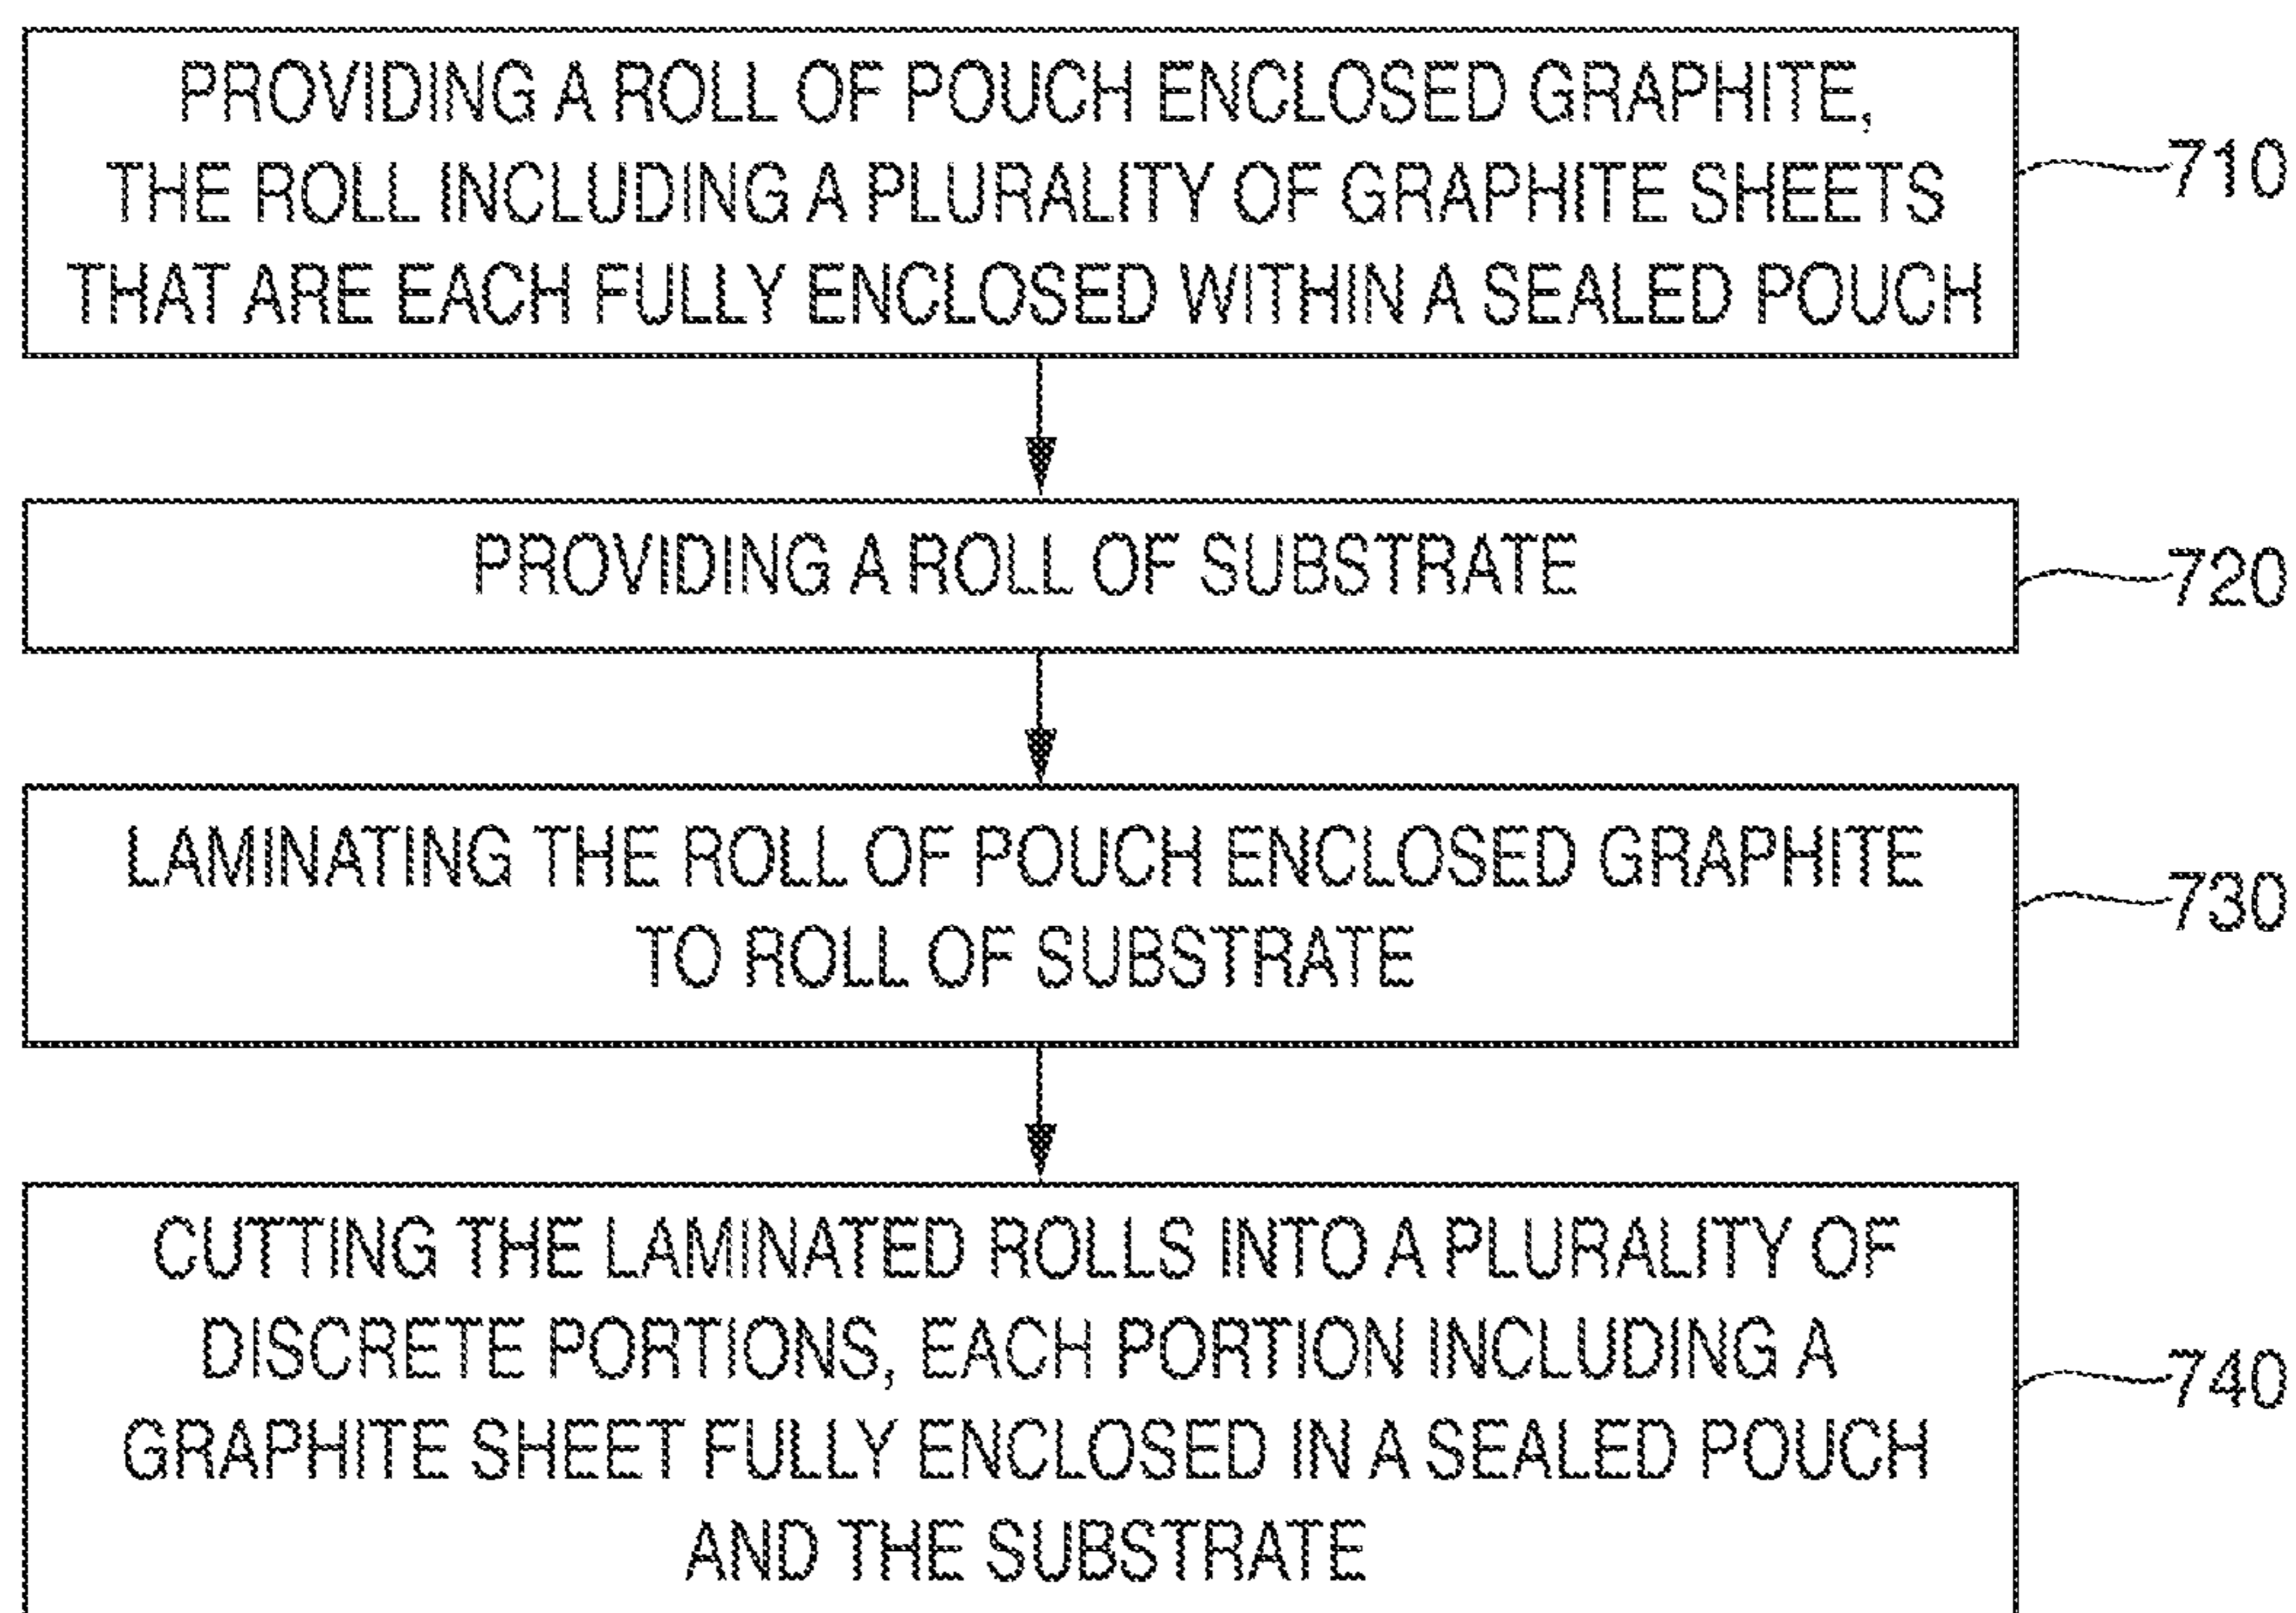 PROVIDING A ROLL OF POUCH ENCLOSED GRAPHITE,
THE ROLL INCLUDING A PLURALITY OF GRAPHITE SHEETS
THAT ARE EACH FULLY ENCLOSED WITHIN A SEALED POUCH
710
PROVIDING A ROLL OF SUBSTRATE
720
LAMINATING THE ROLL OF POUCH ENCLOSED GRAPHITE
TO ROLL OF SUBSTRATE
730
CUTTING THE LAMINATED ROLLS INTO A PLURALITY OF
DISCRETE PORTIONS, EACH PORTION INCLUDING A
GRAPHITE SHEET FULLY ENCLOSED IN A SEALED POUCH
AND THE SUBSTRATE
740